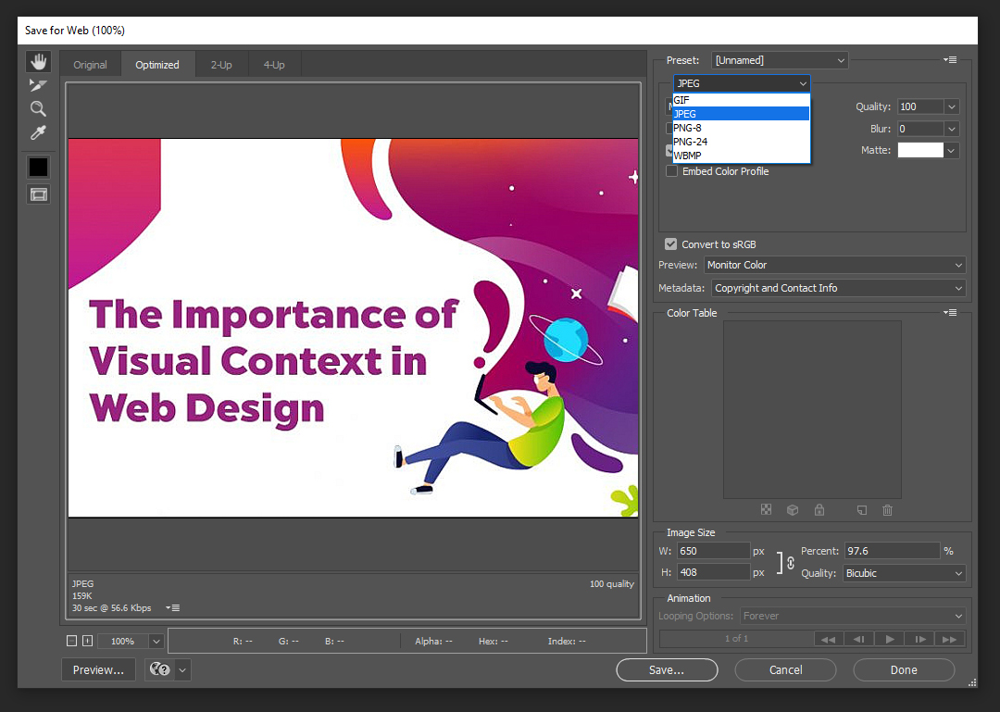 Save for Web (100%)
Original
Optimized
2-Up
4-Up
Preset:
[Unnamed]
JPEG
GIF
JPEG
PNG-8
PNG-24
WBMP
Quality:
100
Blur:
0
Matte:
Embed Color Profile
Convert to sRGB
Preview:
Monitor Color
Metadata:
Copyright and Contact Info
The Importance of
Visual Context in
Web Design
Color Table
Image Size
W:
650
px
Percent:
97.6
%
H:
408
px
Quality:
Bicubic
JPEG
100 quality
159K
30 sec @ 56.6 Kbps
Animation
Looping Options:
Forever
1 of 1
100%
R: --
G: --
B: --
Alpha: --
Hex: --
Index: --
Preview...
Save...
Cancel
Done